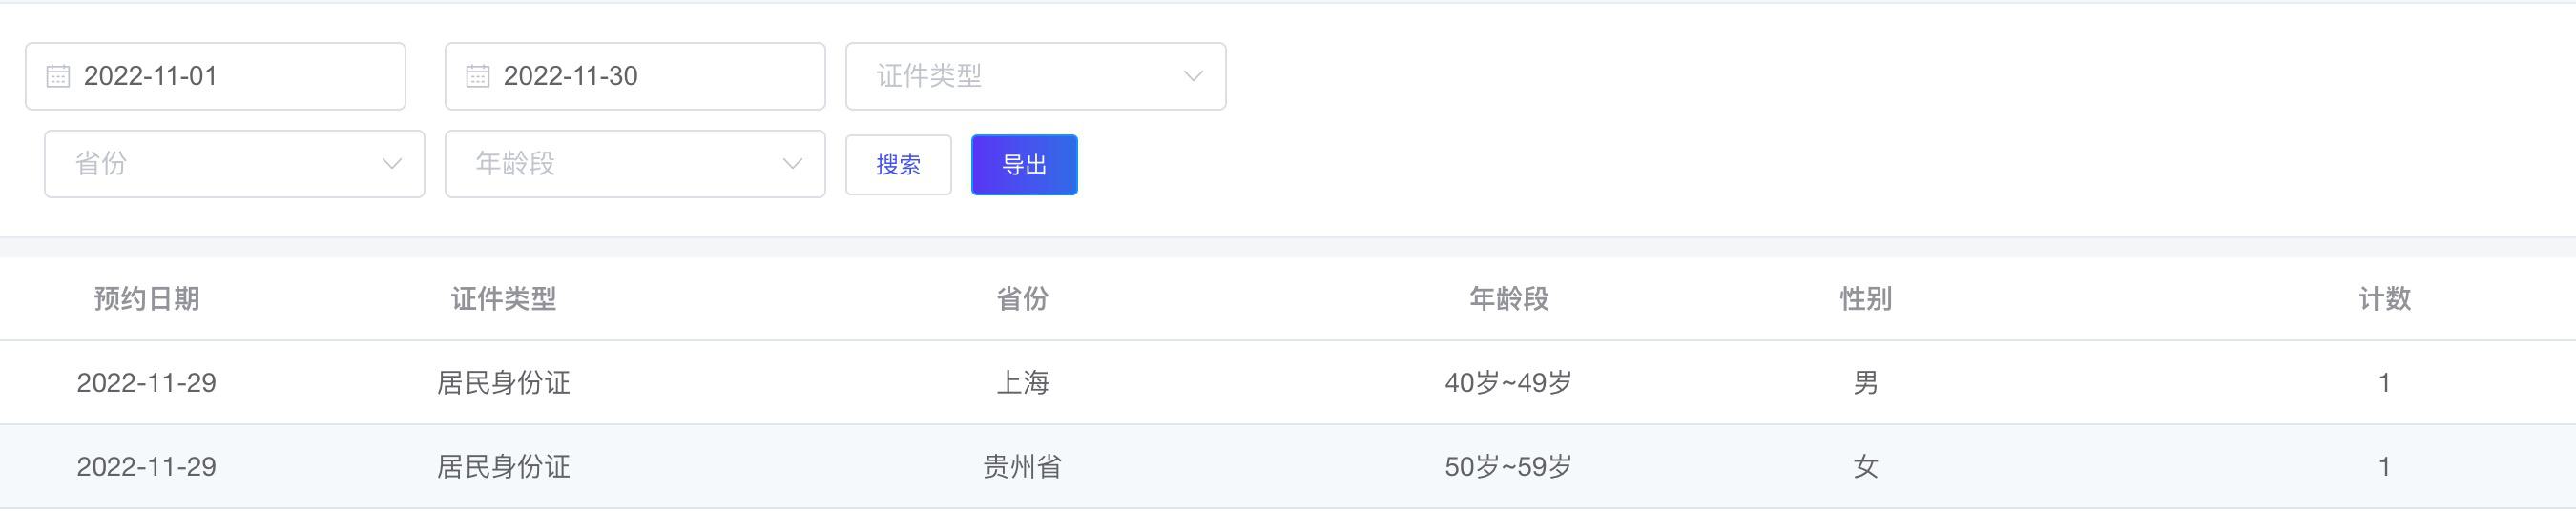 2022-11-01 2022-11-30 证件类型
省份 年龄段 搜索 导出
预约日期 证件类型 省份 年龄段 性别 计数
2022-11-29 居民身份证 上海 40岁~49岁 男 1
2022-11-29 居民身份证 贵州省 50岁~59岁 女 1